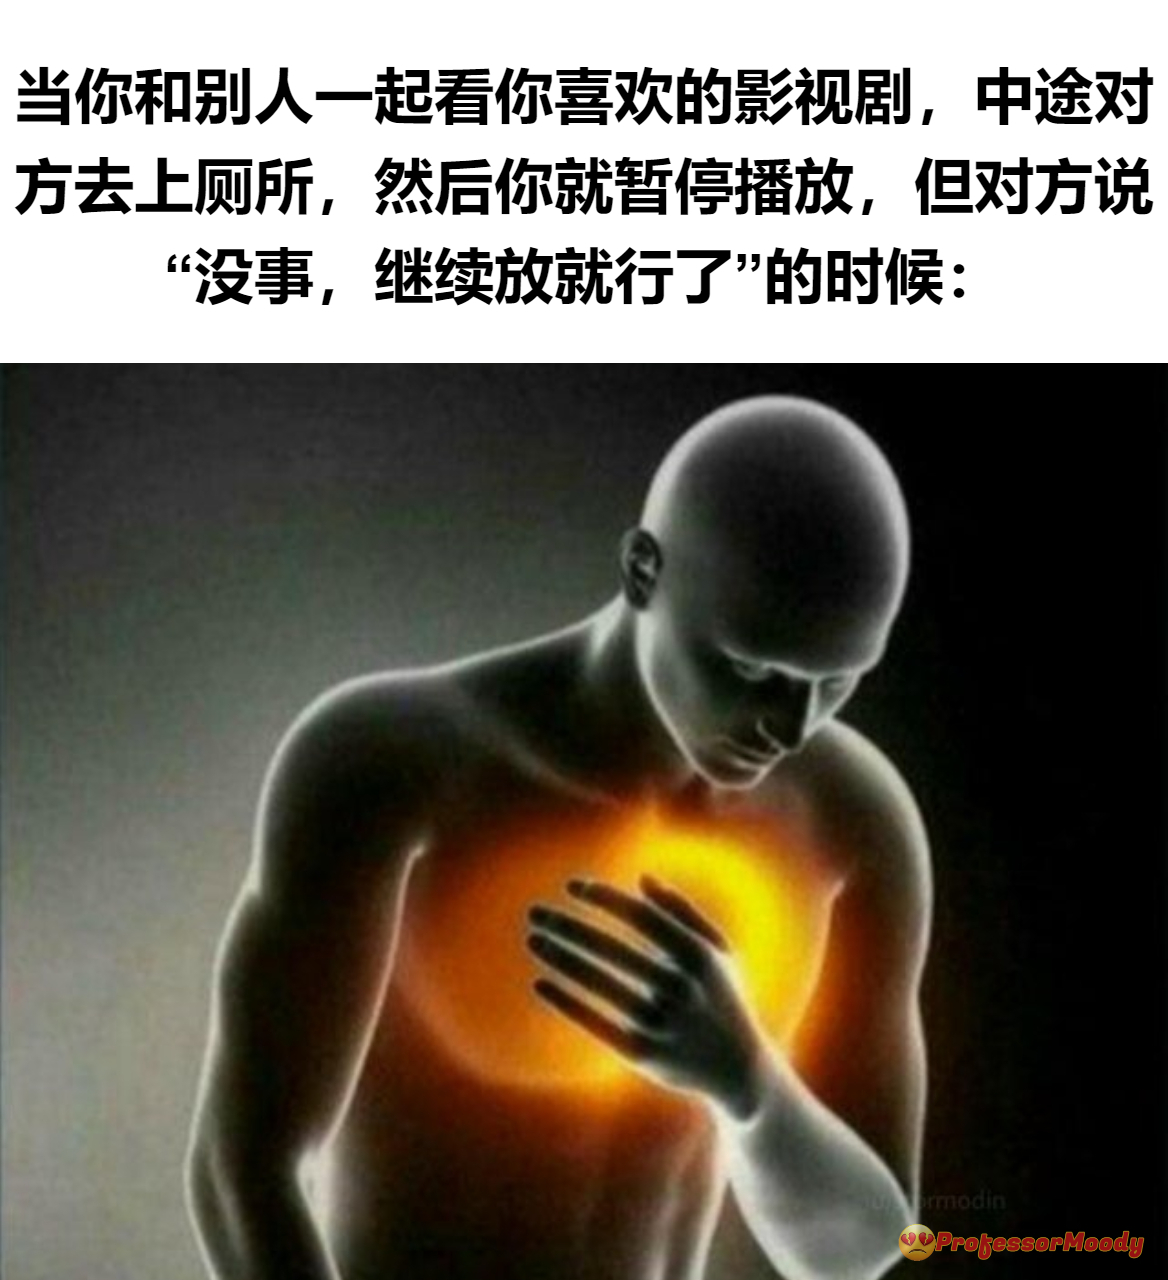 当你和别人一起看你喜欢的影视剧，中途对
方去上厕所，然后你就暂停播放，但对方说
“没事，继续放就行了”的时候：
ProfessorMoody